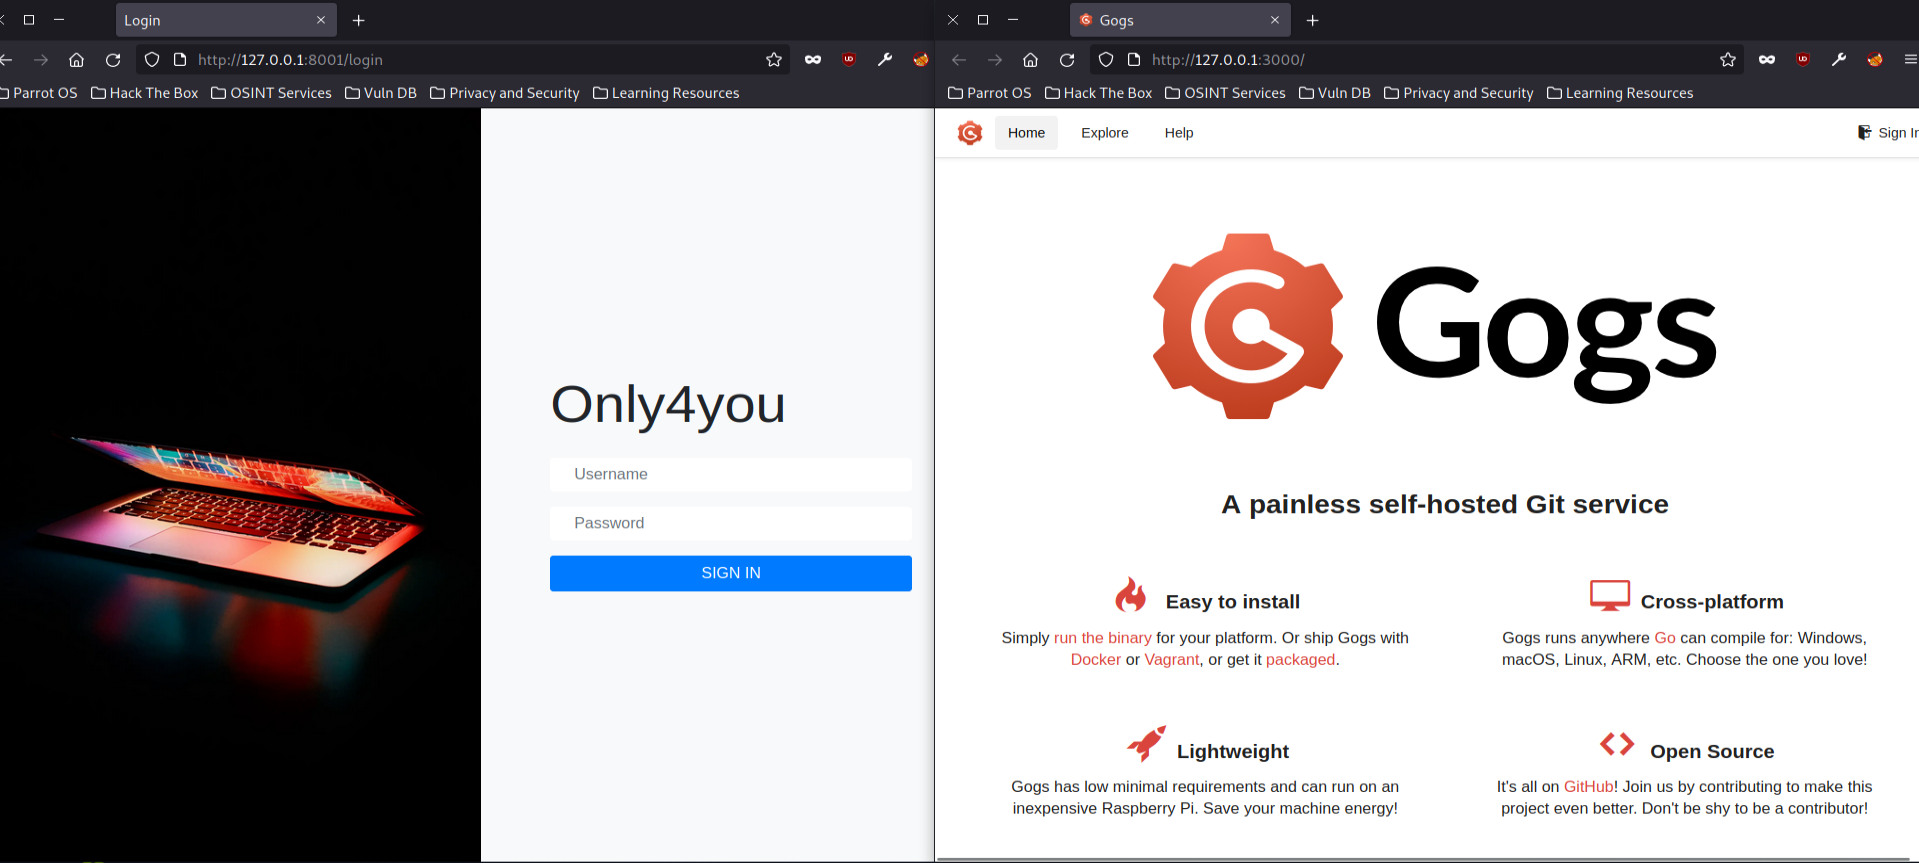 Login
http://127.0.0.1:8001/login
Parrot OS Hack The Box OSINT Services Vuln DB Privacy and Security Learning Resources
Only4you
Username
Password
SIGN IN
Gogs
http://127.0.0.1:3000/
Parrot OS Hack The Box OSINT Services Vuln DB Privacy and Security Learning Resources
Home Explore Help Sign In
Gogs
A painless self-hosted Git service
Easy to install
Simply run the binary for your platform. Or ship Gogs with
Docker or Vagrant, or get it packaged.
Cross-platform
Gogs runs anywhere Go can compile for: Windows,
macOS, Linux, ARM, etc. Choose the one you love!
Lightweight
Gogs has low minimal requirements and can run on an
inexpensive Raspberry Pi. Save your machine energy!
Open Source
It's all on GitHub! Join us by contributing to make this
project even better. Don't be shy to be a contributor!